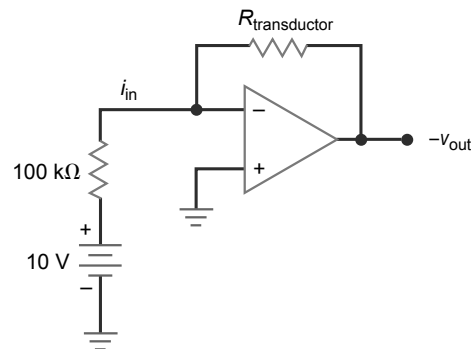 R_transductor
i_in
−
+
100 kΩ
+
10 V
−
−v_out